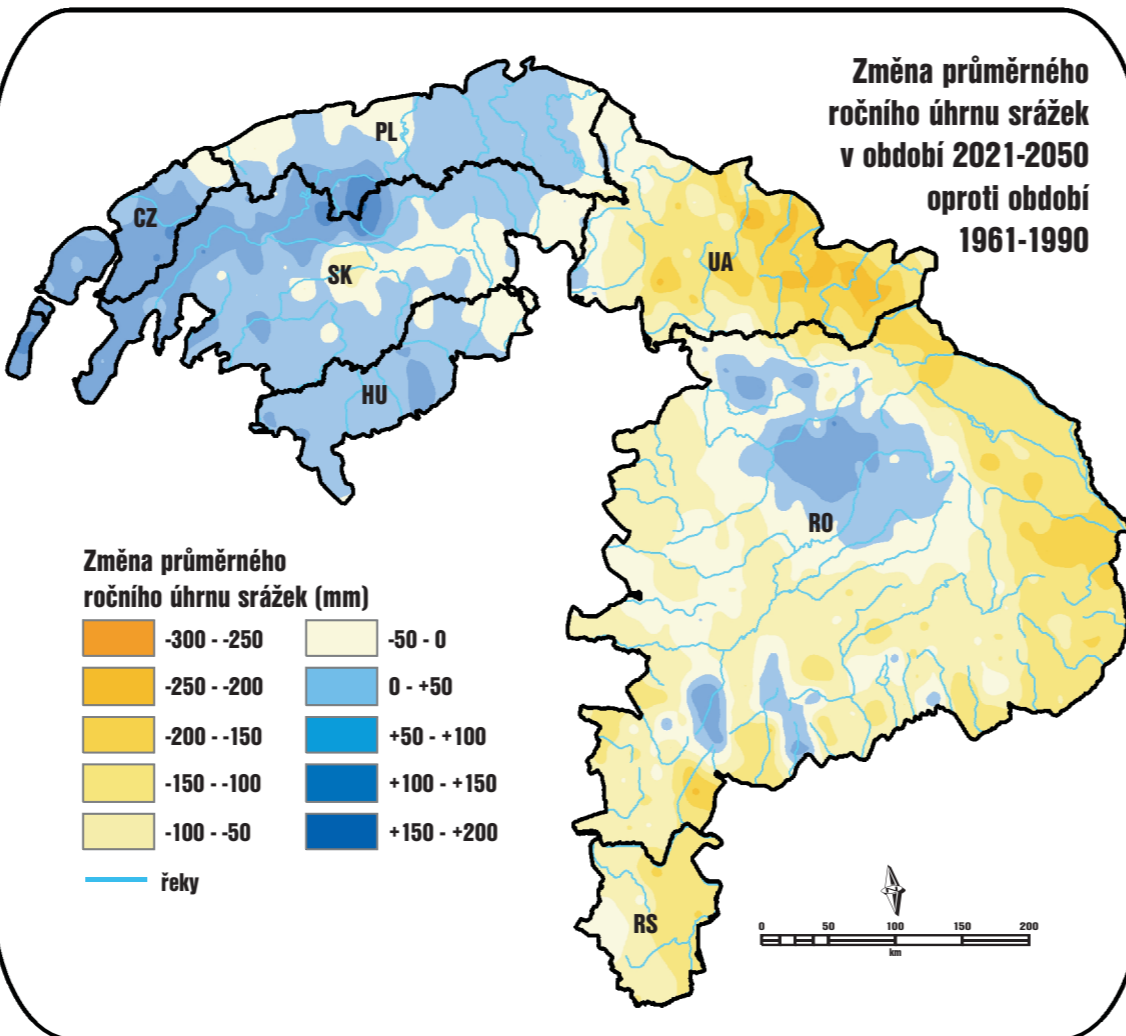 Změna průměrného
ročního úhrnu srážek
v období 2021-2050
oproti období
1961-1990
PL
CZ
SK
UA
HU
RO
RS
Změna průměrného
ročního úhrnu srážek (mm)
-300 - -250
-250 - -200
-200 - -150
-150 - -100
-100 - -50
-50 - 0
0 - +50
+50 - +100
+100 - +150
+150 - +200
řeky
0 50 100 150 200
km